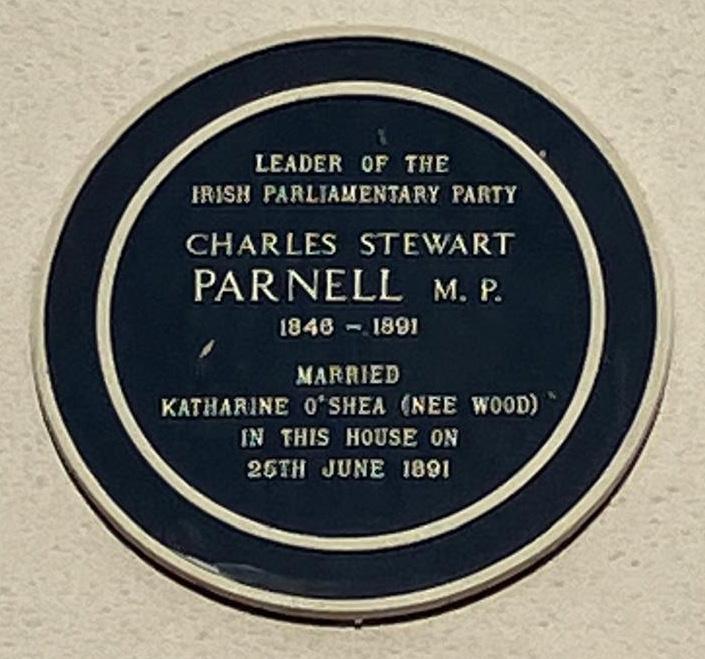 LEADER OF THE
IRISH PARLIAMENTARY PARTY
CHARLES STEWART
PARNELL M. P.
1846 – 1891
MARRIED
KATHARINE O'SHEA (NEE WOOD)
IN THIS HOUSE ON
25TH JUNE 1891